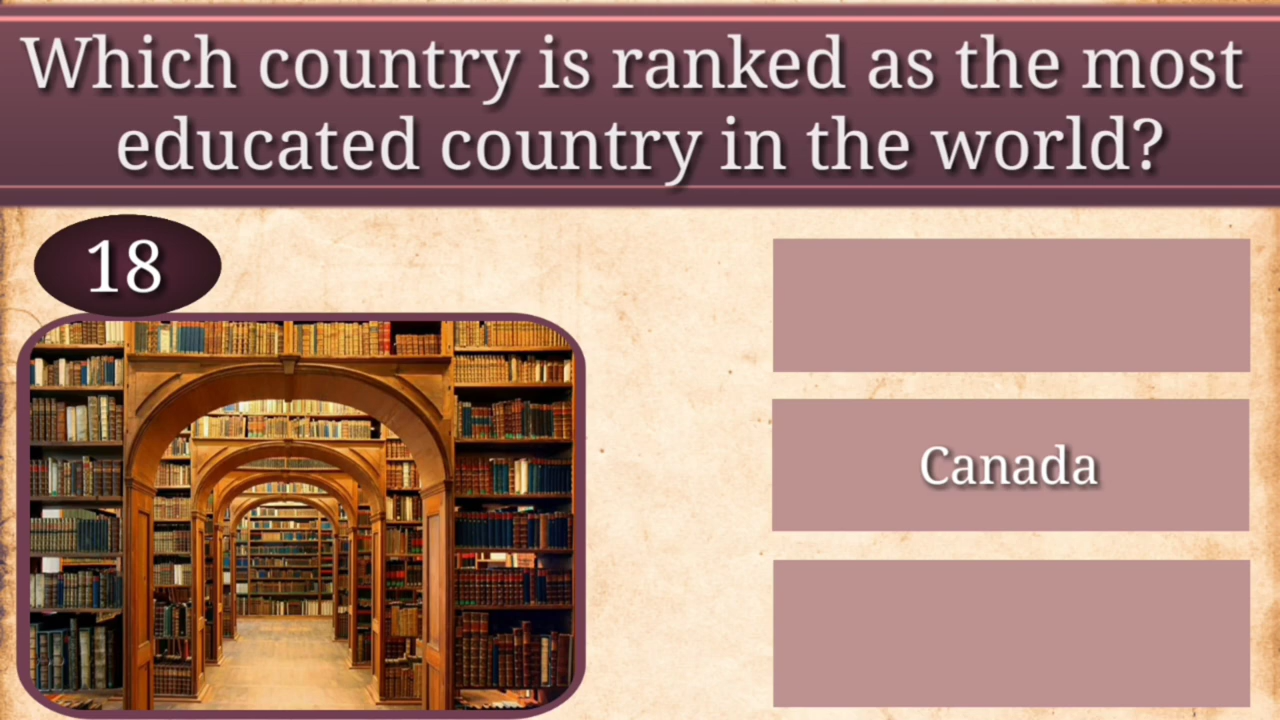 Which country is ranked as the most
educated country in the world?
18
Canada